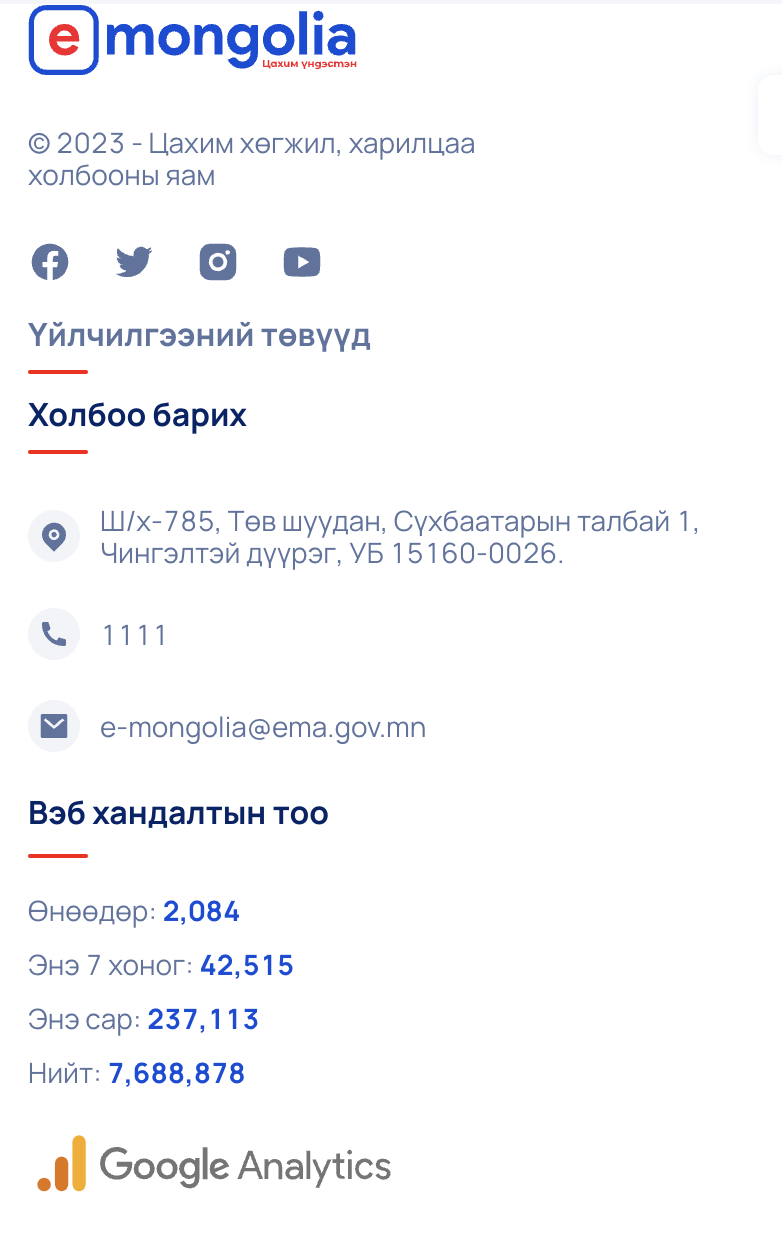 e mongolia
Цахим үндэстэн
© 2023 - Цахим хөгжил, харилцаа
холбооны яам
Үйлчилгээний төвүүд
Холбоо барих
Ш/х-785, Төв шуудан, Сүхбаатарын талбай 1,
Чингэлтэй дүүрэг, УБ 15160-0026.
1111
e-mongolia@ema.gov.mn
Вэб хандалтын тоо
Өнөөдөр: 2,084
Энэ 7 хоног: 42,515
Энэ сар: 237,113
Нийт: 7,688,878
Google Analytics